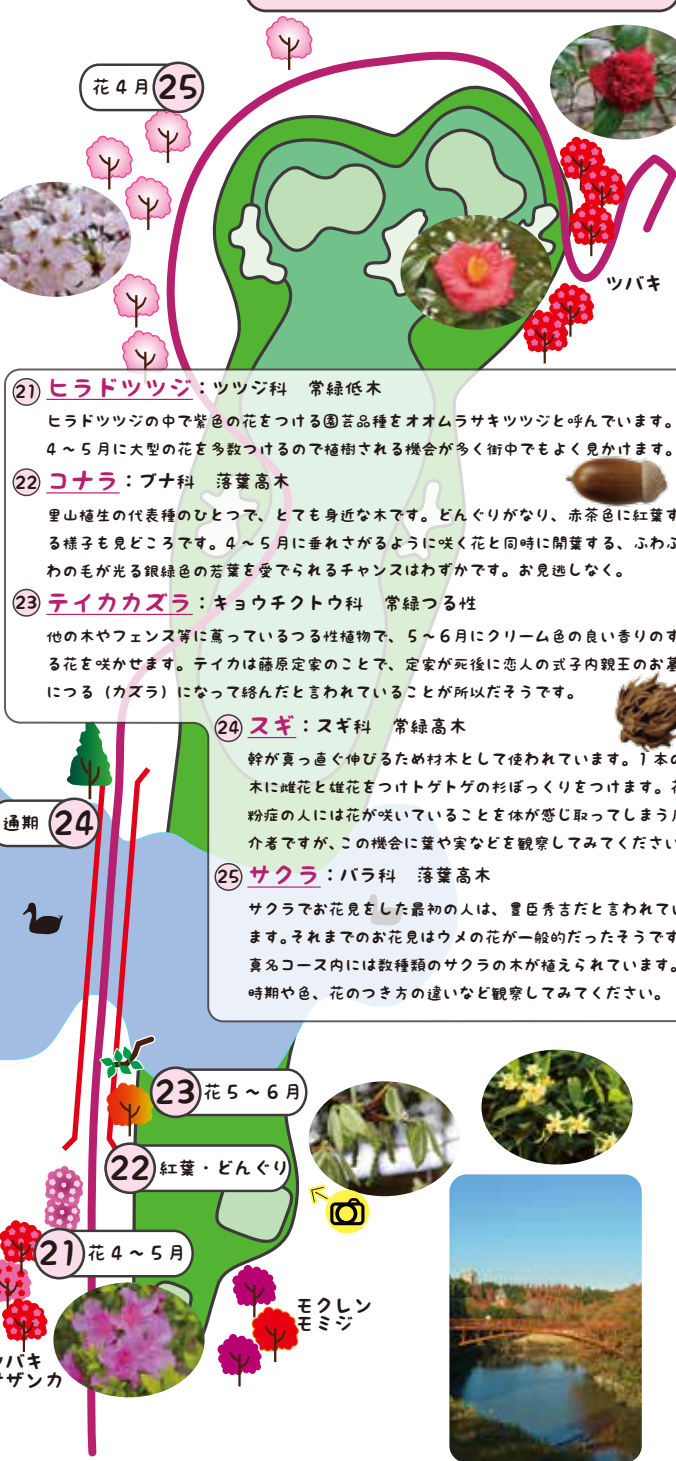 花4月 25
ツバキ
21 ヒラドツツジ：ツツジ科　常緑低木
ヒラドツツジの中で紫色の花をつける園芸品種をオオムラサキツツジと呼んでいます。
4～5月に大型の花を多数つけるので植樹される機会が多く街中でもよく見かけます。
22 コナラ：ブナ科　落葉高木
里山植生の代表種のひとつで、とても身近な木です。どんぐりがなり、赤茶色に紅葉す
る様子も見どころです。4～5月に垂れさがるように咲く花と同時に開葉する、ふわふ
わの毛が光る銀緑色の若葉を愛でられるチャンスはわずかです。お見逃しなく。
23 テイカカズラ：キョウチクトウ科　常緑つる性
他の木やフェンス等に蔦っているつる性植物で、5～6月にクリーム色の良い香りのす
る花を咲かせます。テイカは藤原定家のことで、定家が死後に恋人の式子内親王のお墓
につる（カズラ）になって絡んだと言われていることが所以だそうです。
24 スギ：スギ科　常緑高木
幹が真っ直ぐ伸びるため材木として使われています。1本の
木に雌花と雄花をつけトゲトゲの杉ぼっくりをつけます。花
粉症の人には花が咲いていることを体が感じ取ってしまう
介者ですが、この機会に葉や実などを観察してみてください
25 サクラ：バラ科　落葉高木
サクラでお花見をした最初の人は、豊臣秀吉だと言われてい
ます。それまでのお花見はウメの花が一般的だったそうです
真名コース内には数種類のサクラの木が植えられています。
時期や色、花のつき方の違いなど観察してみてください。
通期 24
23 花5～6月
22 紅葉・どんぐり
21 花4～5月
モクレン
モミジ
バキ
ザンカ